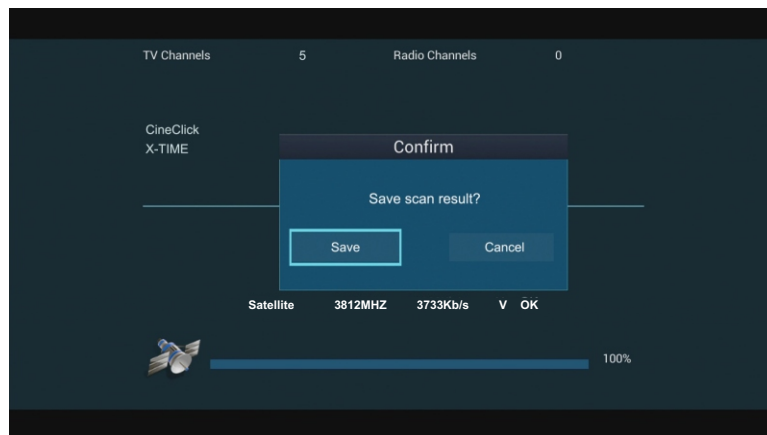 TV Channels 5 Radio Channels 0
CineClick
X-TIME
Confirm
Save scan result?
Save Cancel
Satellite 3812MHZ 3733Kb/s V OK
100%